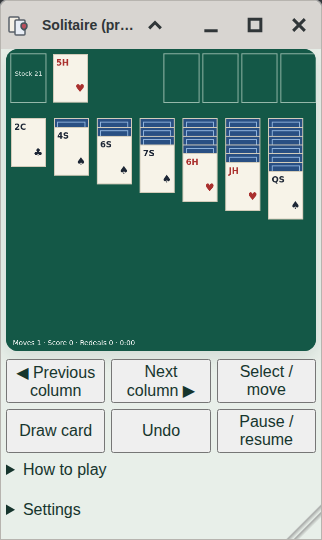 Solitaire (pr…
Stock 21
5H
2C
4S
6S
7S
6H
JH
QS
Moves 1 · Score 0 · Redeals 0 · 0:00
◀ Previous column
Next column ▶
Select / move
Draw card
Undo
Pause / resume
▶ How to play
▶ Settings